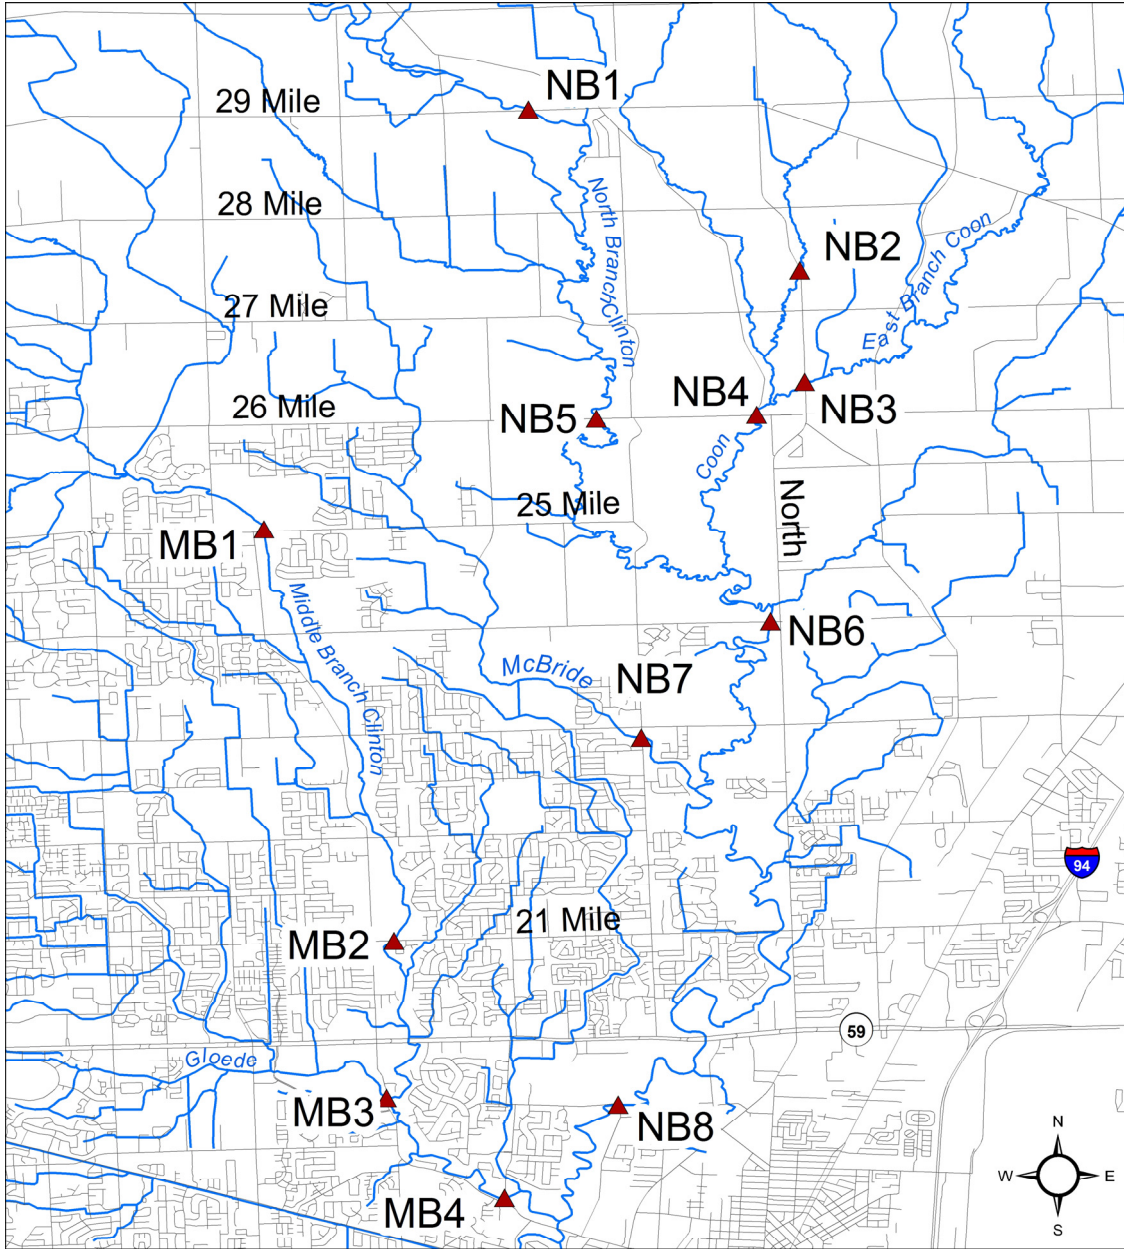 NB1
29 Mile
28 Mile
North Branch Clinton
NB2
East Branch Coon
27 Mile
NB4
NB3
26 Mile
NB5
Coon
25 Mile
North
MB1
Middle Branch Clinton
NB6
McBride
NB7
94
21 Mile
MB2
59
Gloede
MB3
NB8
MB4
N
W
E
S